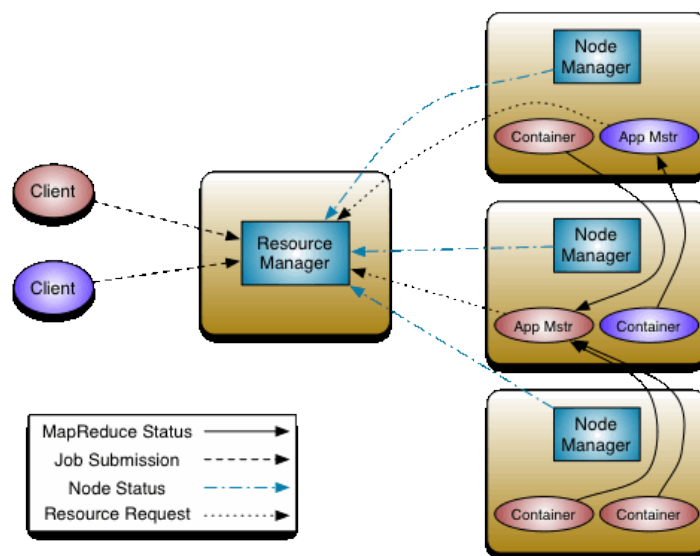 Node
Manager
Container
App Mstr
Client
Resource
Manager
Node
Manager
Client
App Mstr
Container
MapReduce Status
Job Submission
Node Status
Resource Request
Node
Manager
Container
Container